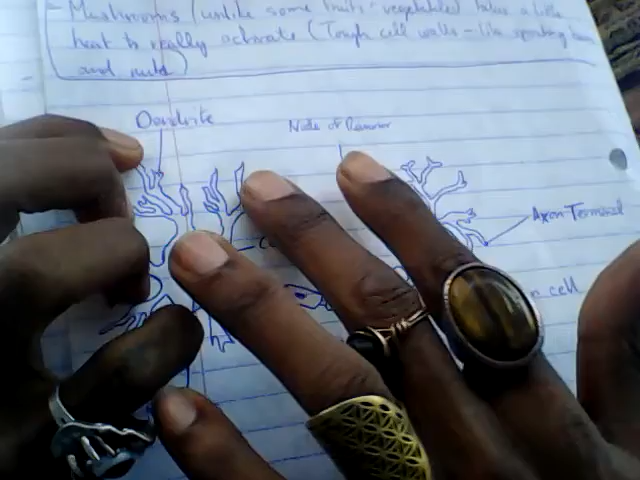 - Mushrooms (unlike some fruits + vegetables) takes a little
heat to really activate (Tough cell walls - like sprouting beans
and nuts)
Dendrite
Node of Ranvier
Axon Terminal
cell